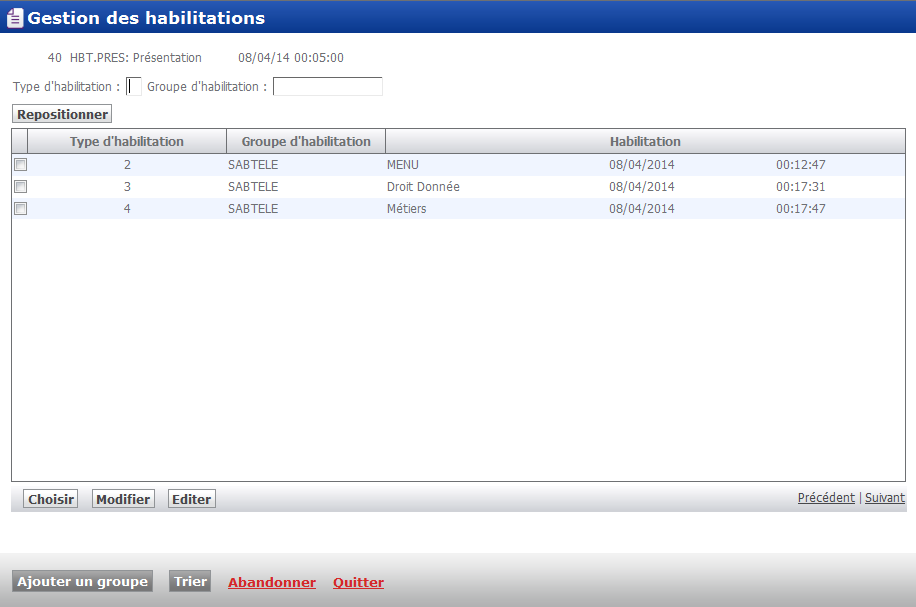 Gestion des habilitations
40 HBT.PRES: Présentation 08/04/14 00:05:00
Type d'habilitation : Groupe d'habilitation :
Repositionner
Type d'habilitation Groupe d'habilitation Habilitation
2 SABTELE MENU 08/04/2014 00:12:47
3 SABTELE Droit Donnée 08/04/2014 00:17:31
4 SABTELE Métiers 08/04/2014 00:17:47
Choisir Modifier Editer Précédent | Suivant
Ajouter un groupe Trier Abandonner Quitter